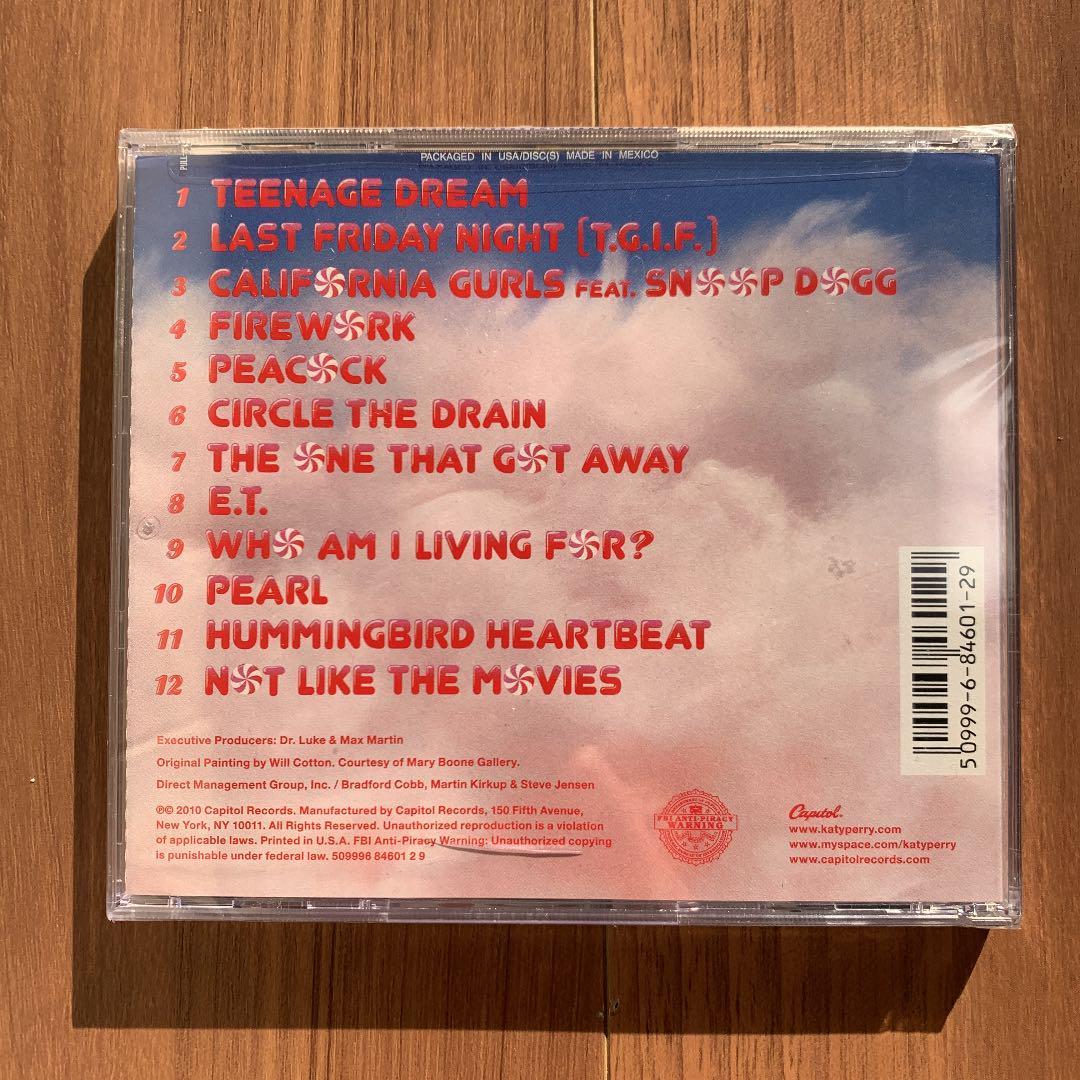 PULL
PACKAGED IN USA/DISC(S) MADE IN MEXICO
1 TEENAGE DREAM
2 LAST FRIDAY NIGHT (T.G.I.F.)
3 CALIFORNIA GURLS FEAT. SNOOP DOGG
4 FIREWORK
5 PEACOCK
6 CIRCLE THE DRAIN
7 THE ONE THAT GOT AWAY
8 E.T.
9 WHO AM I LIVING FOR?
10 PEARL
11 HUMMINGBIRD HEARTBEAT
12 NOT LIKE THE MOVIES
5 0999-6-84601-29
Executive Producers: Dr. Luke & Max Martin
Original Painting by Will Cotton. Courtesy of Mary Boone Gallery.
Direct Management Group, Inc. / Bradford Cobb, Martin Kirkup & Steve Jensen
℗© 2010 Capitol Records. Manufactured by Capitol Records, 150 Fifth Avenue,
New York, NY 10011. All Rights Reserved. Unauthorized reproduction is a violation
of applicable laws. Printed in U.S.A. FBI Anti-Piracy Warning: Unauthorized copying
is punishable under federal law. 509996 84601 2 9
FBI ANTI-PIRACY
WARNING
Capitol.
www.katyperry.com
www.myspace.com/katyperry
www.capitolrecords.com